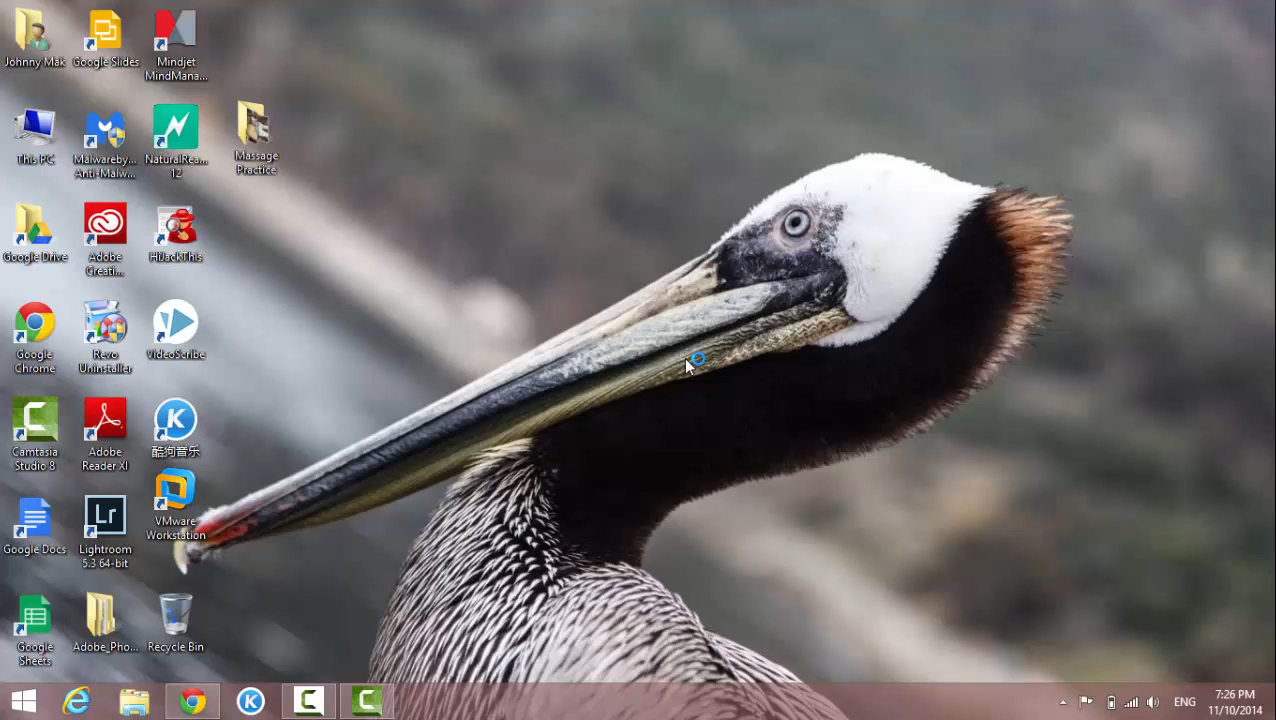 Johnny Mak
Google Slides
Mindjet
MindMana...
This PC
Malwareby...
Anti-Malw...
NaturalRea...
12
Massage
Practice
Google Drive
Adobe
Creati...
HiJackThis
Google
Chrome
Revo
Uninstaller
VideoScribe
Camtasia
Studio 8
Adobe
Reader XI
K
酷狗音乐
Google Docs
Lr
Lightroom
5.3 64-bit
VMware
Workstation
Google
Sheets
Adobe_Pho...
Recycle Bin
K
ENG
7:26 PM
11/10/2014